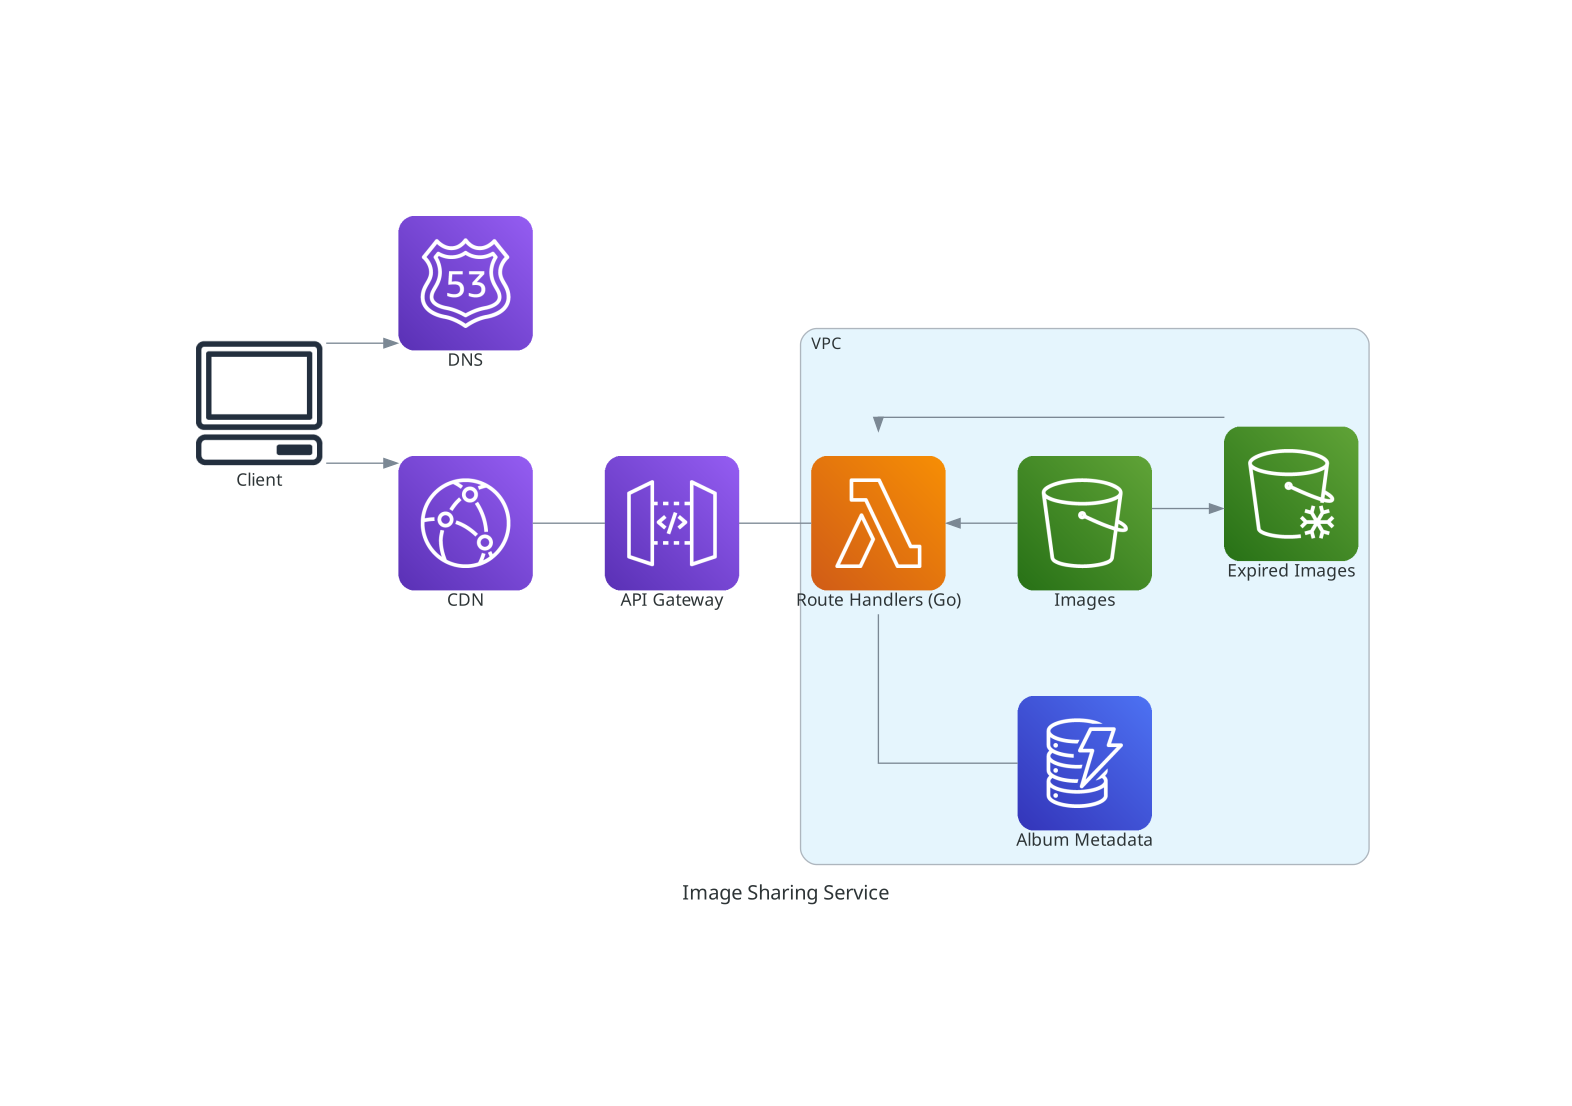 53
DNS
VPC
Client
CDN
API Gateway
Route Handlers (Go)
Images
Expired Images
Album Metadata
Image Sharing Service